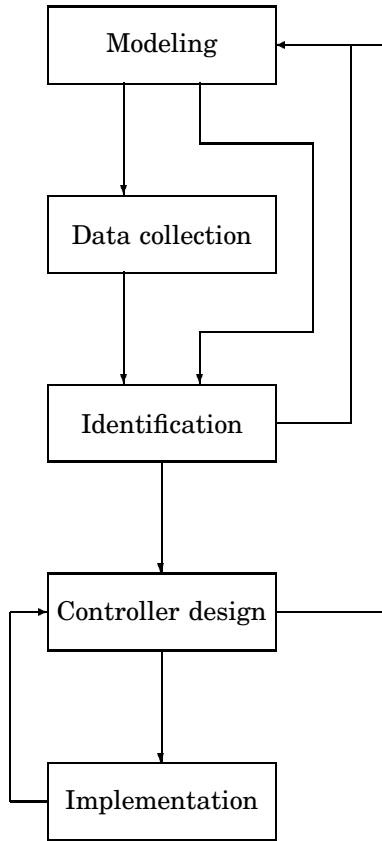 Modeling
Data collection
Identification
Controller design
Implementation